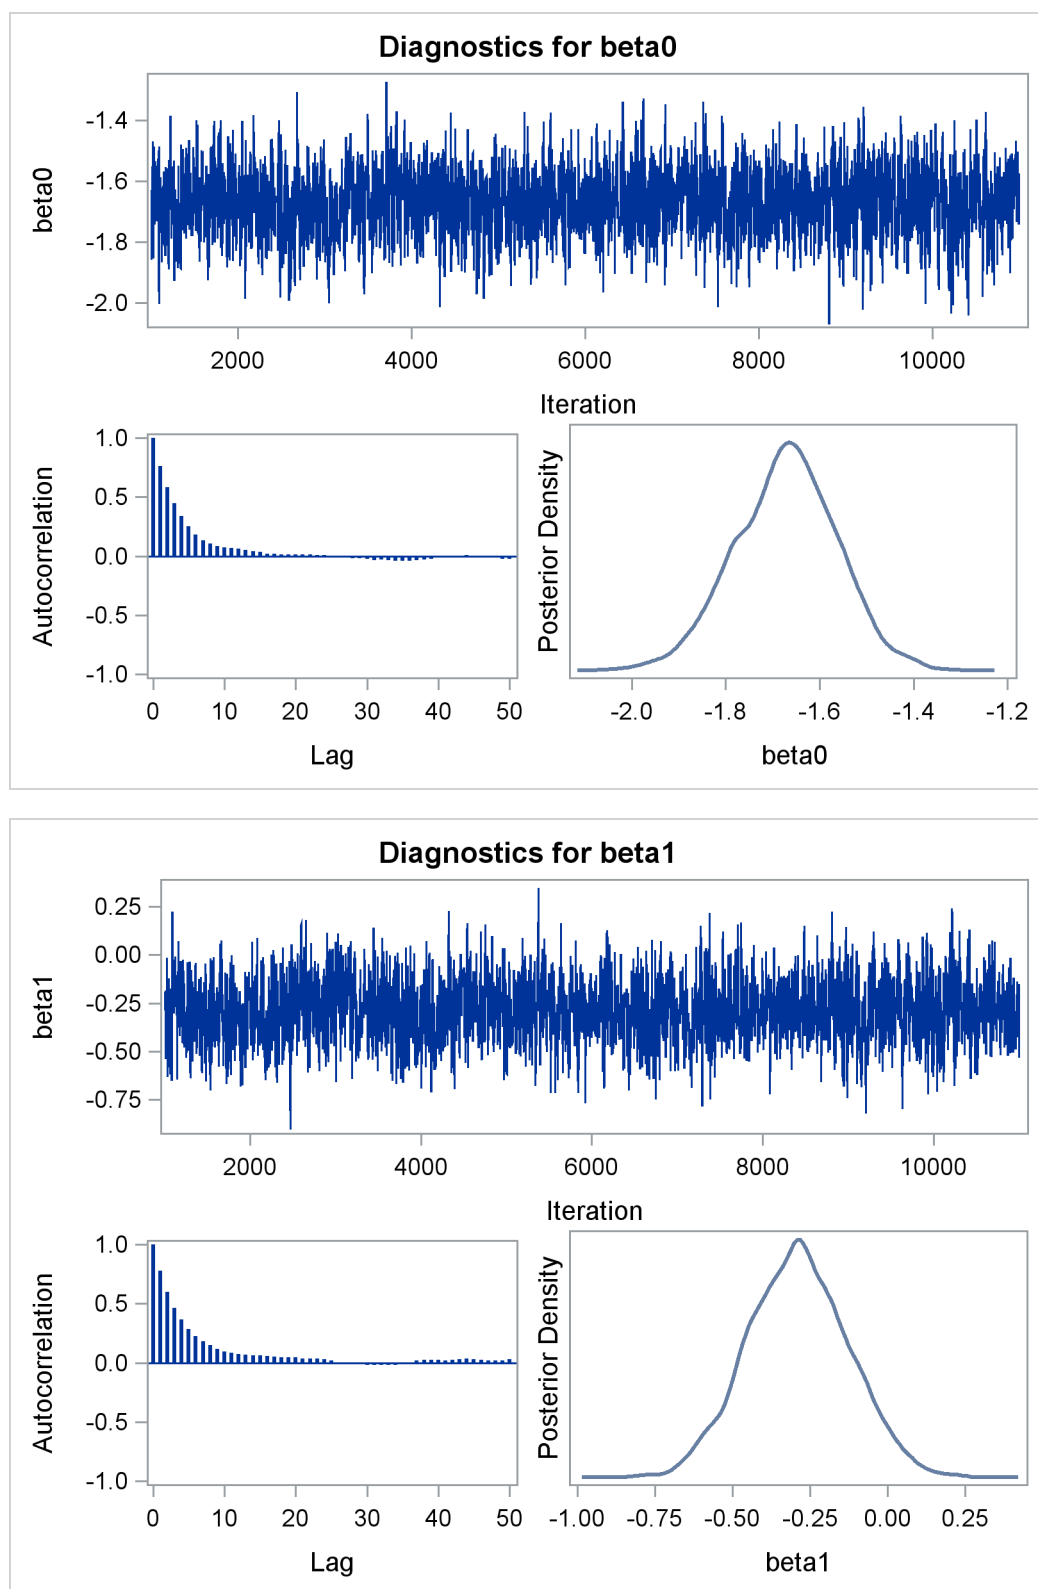 Diagnostics for beta0
beta0
-1.4
-1.6
-1.8
-2.0
2000 4000 6000 8000 10000
Iteration
Autocorrelation
1.0
0.5
0.0
-0.5
-1.0
0 10 20 30 40 50
Lag
Posterior Density
-2.0 -1.8 -1.6 -1.4 -1.2
beta0
Diagnostics for beta1
beta1
0.25
0.00
-0.25
-0.50
-0.75
2000 4000 6000 8000 10000
Iteration
Autocorrelation
1.0
0.5
0.0
-0.5
-1.0
0 10 20 30 40 50
Lag
Posterior Density
-1.00 -0.75 -0.50 -0.25 0.00 0.25
beta1